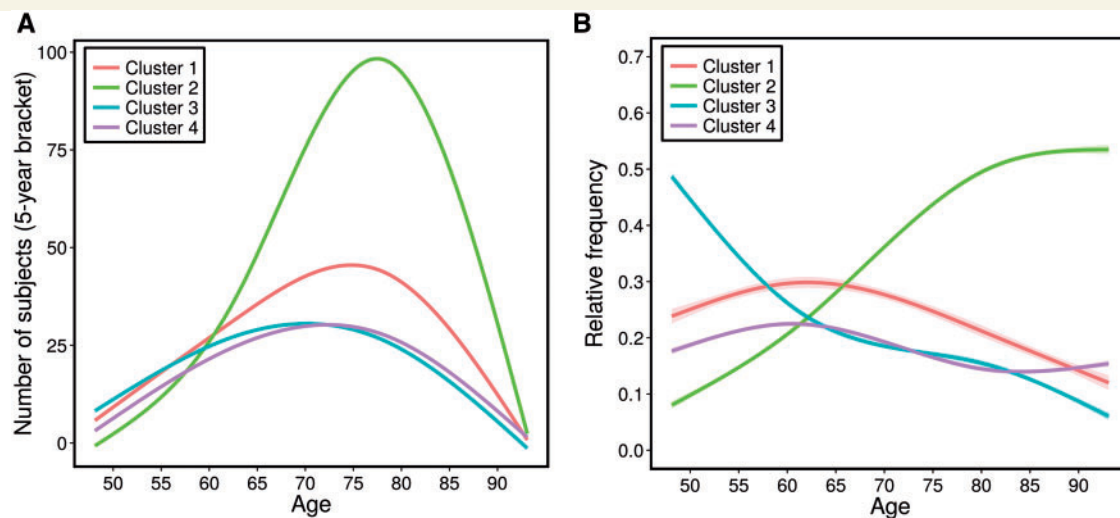 A
Number of subjects (5-year bracket)
100
75
50
25
0
Cluster 1
Cluster 2
Cluster 3
Cluster 4
50 55 60 65 70 75 80 85 90
Age
B
Relative frequency
0.7
0.6
0.5
0.4
0.3
0.2
0.1
0.0
Cluster 1
Cluster 2
Cluster 3
Cluster 4
50 55 60 65 70 75 80 85 90
Age